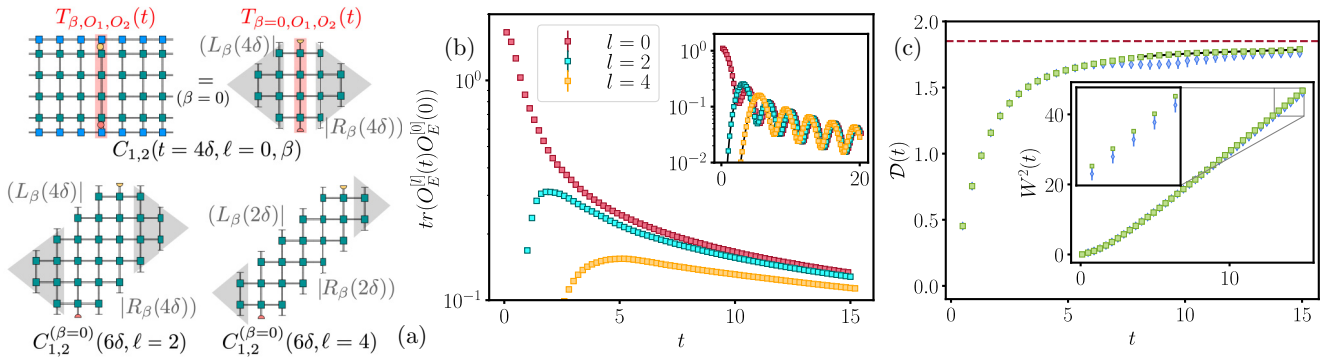 T_{β,O_1,O_2}(t)
T_{β=0,O_1,O_2}(t)
(L_β(4δ)|
=
(β = 0)
|R_β(4δ))
C_{1,2}(t = 4δ, ℓ = 0, β)
(L_β(4δ)|
(L_β(2δ)|
|R_β(4δ))
|R_β(2δ))
C_{1,2}^{(β=0)}(6δ, ℓ = 2)
C_{1,2}^{(β=0)}(6δ, ℓ = 4)
(a)
(b)
l = 0
l = 2
l = 4
tr(O_E^{[l]}(t)O_E^{[0]}(0))
10^0
10^{-1}
0
5
10
15
t
10^0
10^{-1}
10^{-2}
0
20
(c)
D(t)
2.0
1.5
1.0
0.5
0.0
0
5
10
15
t
W^2(t)
40
20
0
0
10